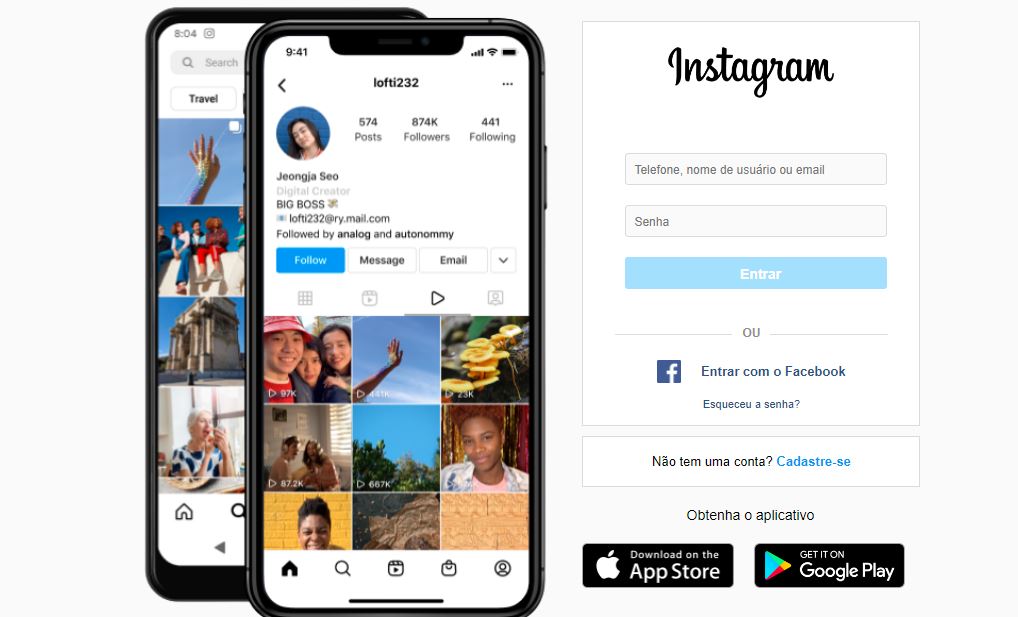 8:04
Search
Travel
9:41
lofti232
574 874K 441
Posts Followers Following
Jeongja Seo
Digital Creator
BIG BOSS
lofti232@ry.mail.com
Followed by analog and autonommy
Follow Message Email
97K 441K 23K
87.2K 667K
Instagram
Telefone, nome de usuário ou email
Senha
Entrar
OU
Entrar com o Facebook
Esqueceu a senha?
Não tem uma conta? Cadastre-se
Obtenha o aplicativo
Download on the
App Store
GET IT ON
Google Play